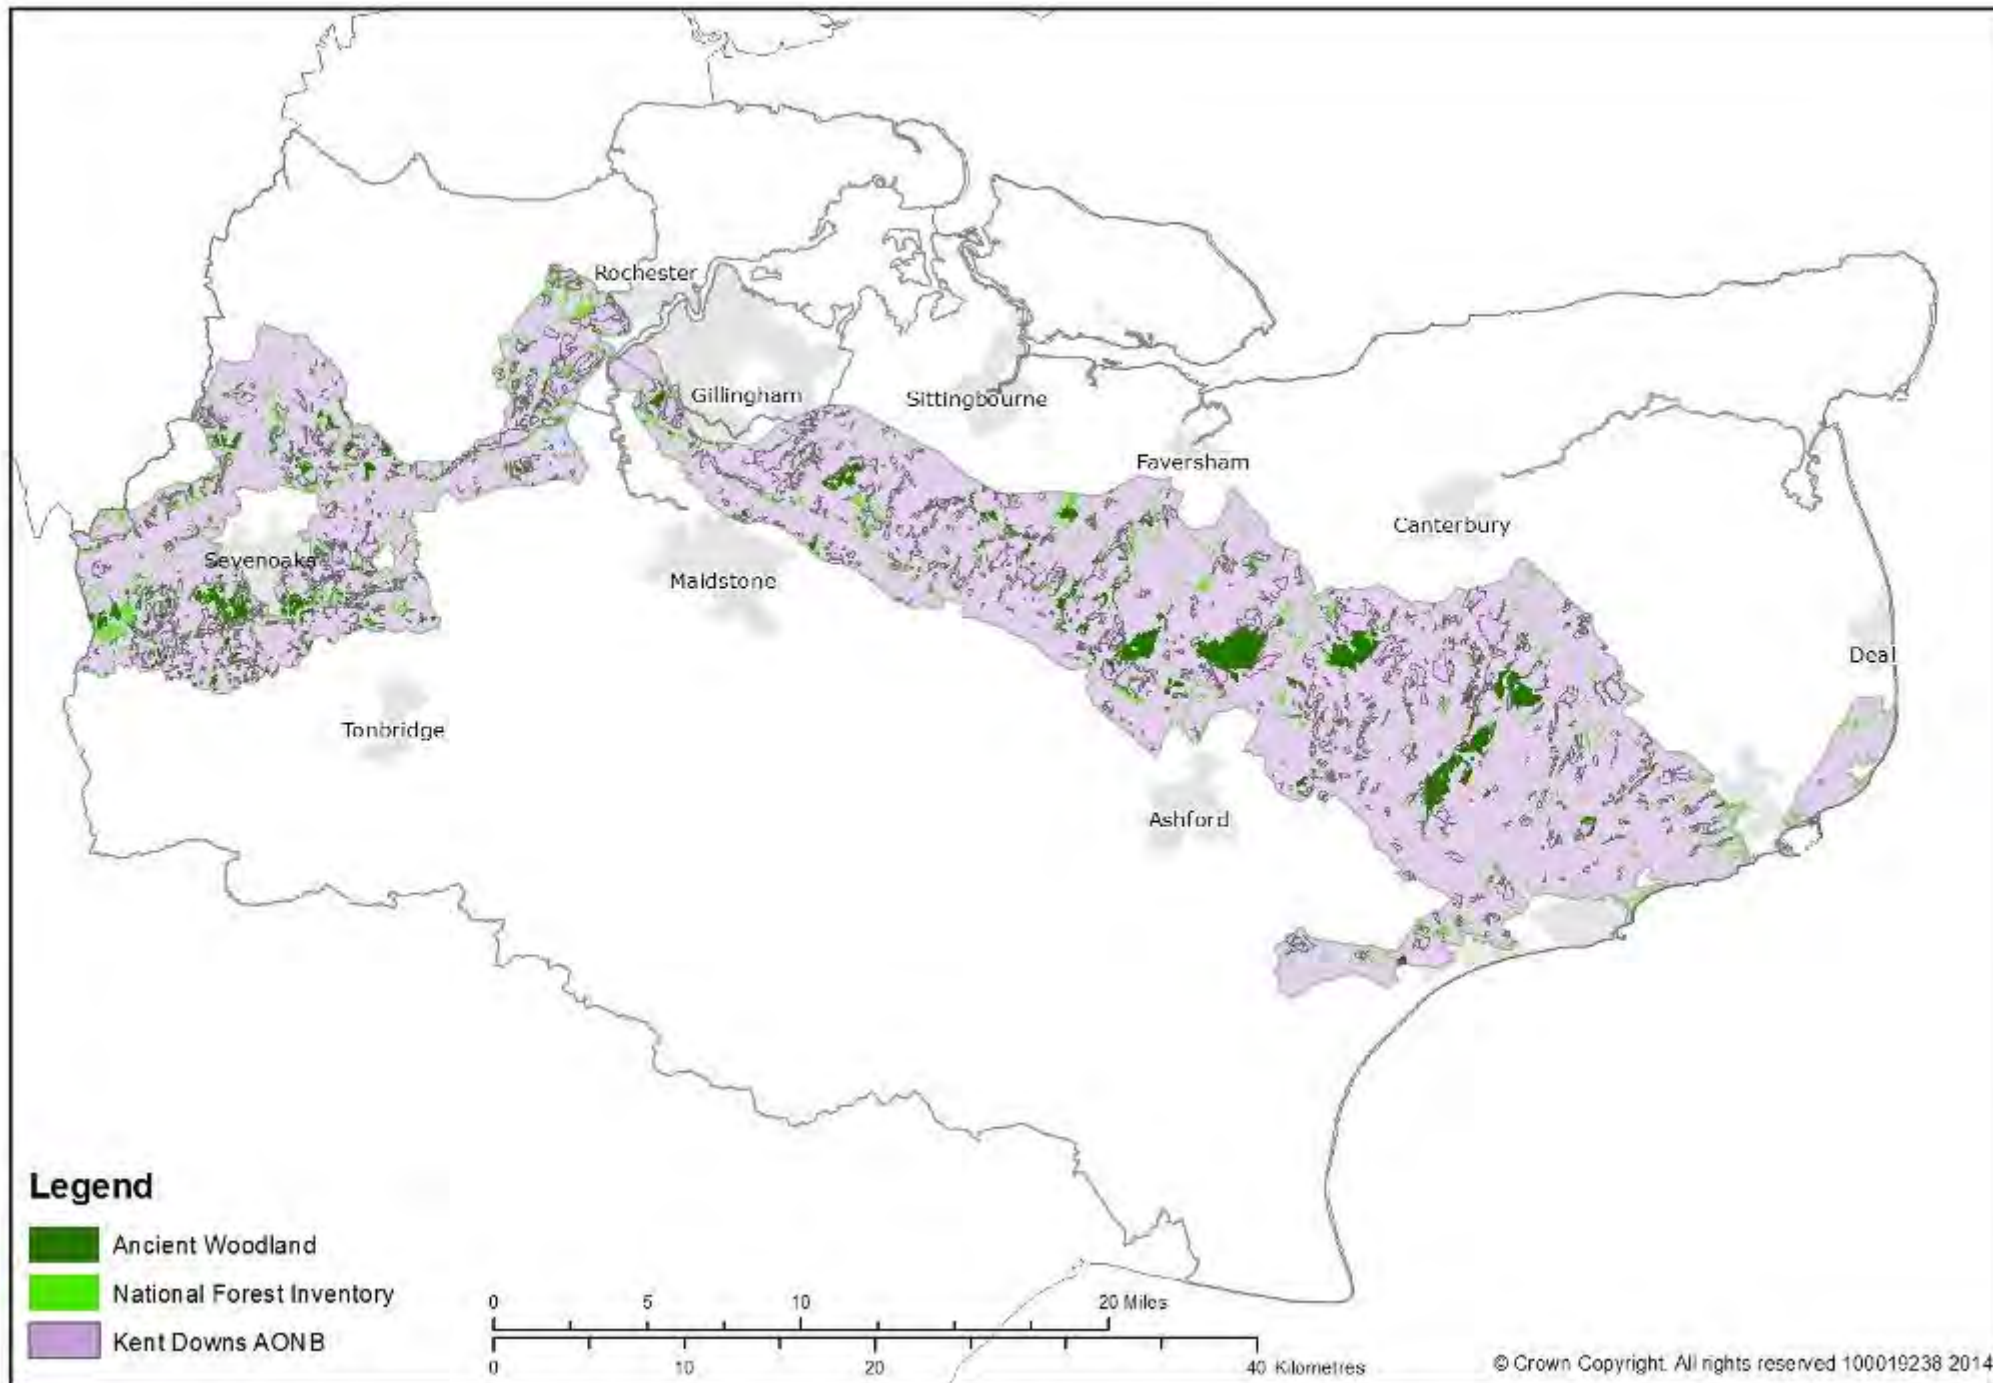 Rochester
Gillingham
Sittingbourne
Faversham
Canterbury
Sevenoaks
Maidstone
Deal
Tonbridge
Ashford
Legend
Ancient Woodland
National Forest Inventory
Kent Downs AONB
0 5 10 20 Miles
0 10 20 40 Kilometres
© Crown Copyright. All rights reserved 100019238 2014